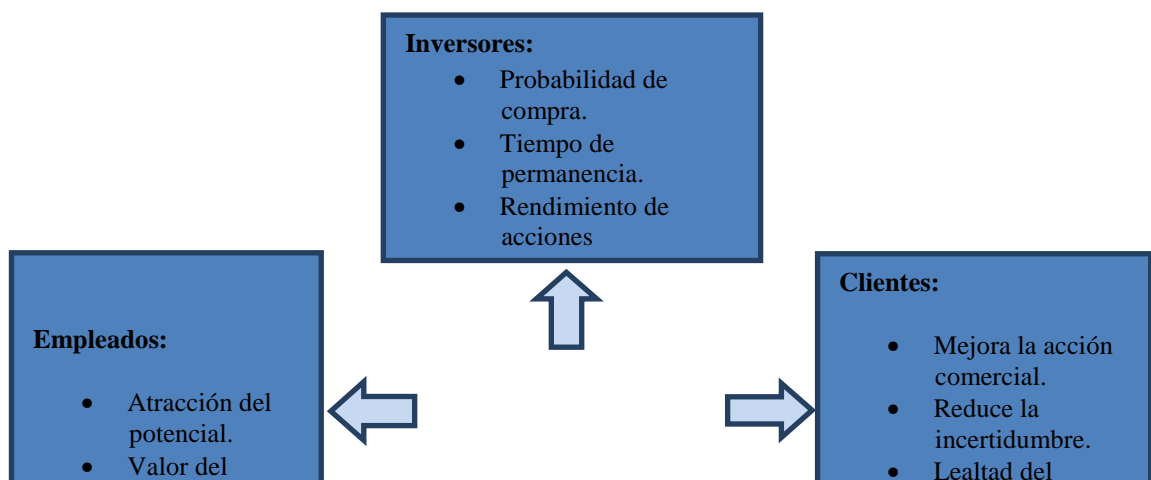 Inversores:
• Probabilidad de
compra.
• Tiempo de
permanencia.
• Rendimiento de
acciones
Empleados:
• Atracción del
potencial.
• Valor del
Clientes:
• Mejora la acción
comercial.
• Reduce la
incertidumbre.
• Lealtad del